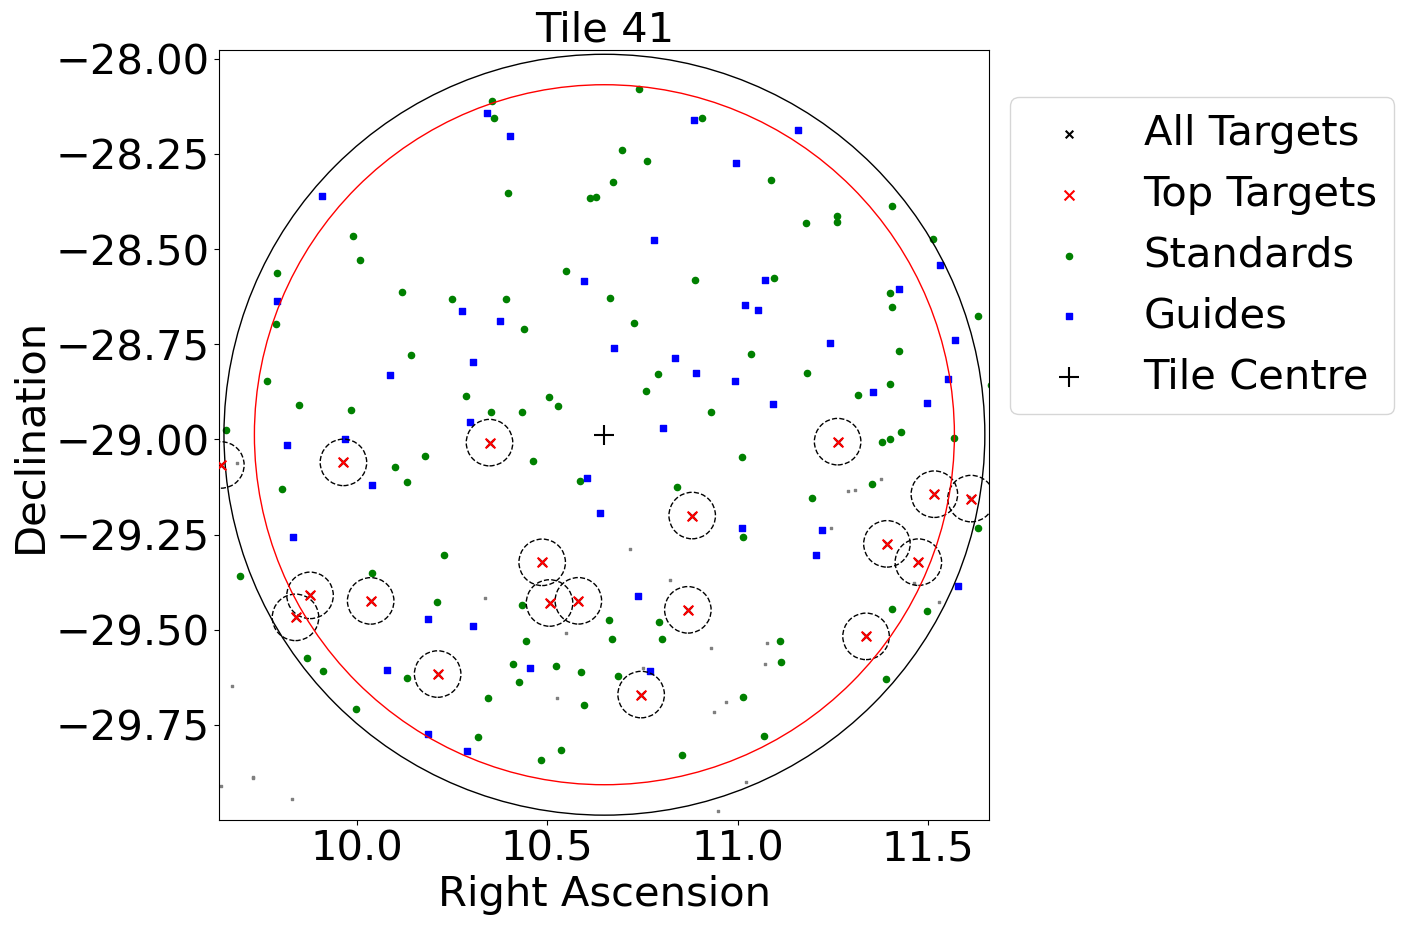 Tile 41
−28.00
−28.25
−28.50
−28.75
−29.00
−29.25
−29.50
−29.75
Declination
10.0
10.5
11.0
11.5
Right Ascension
All Targets
Top Targets
Standards
Guides
Tile Centre